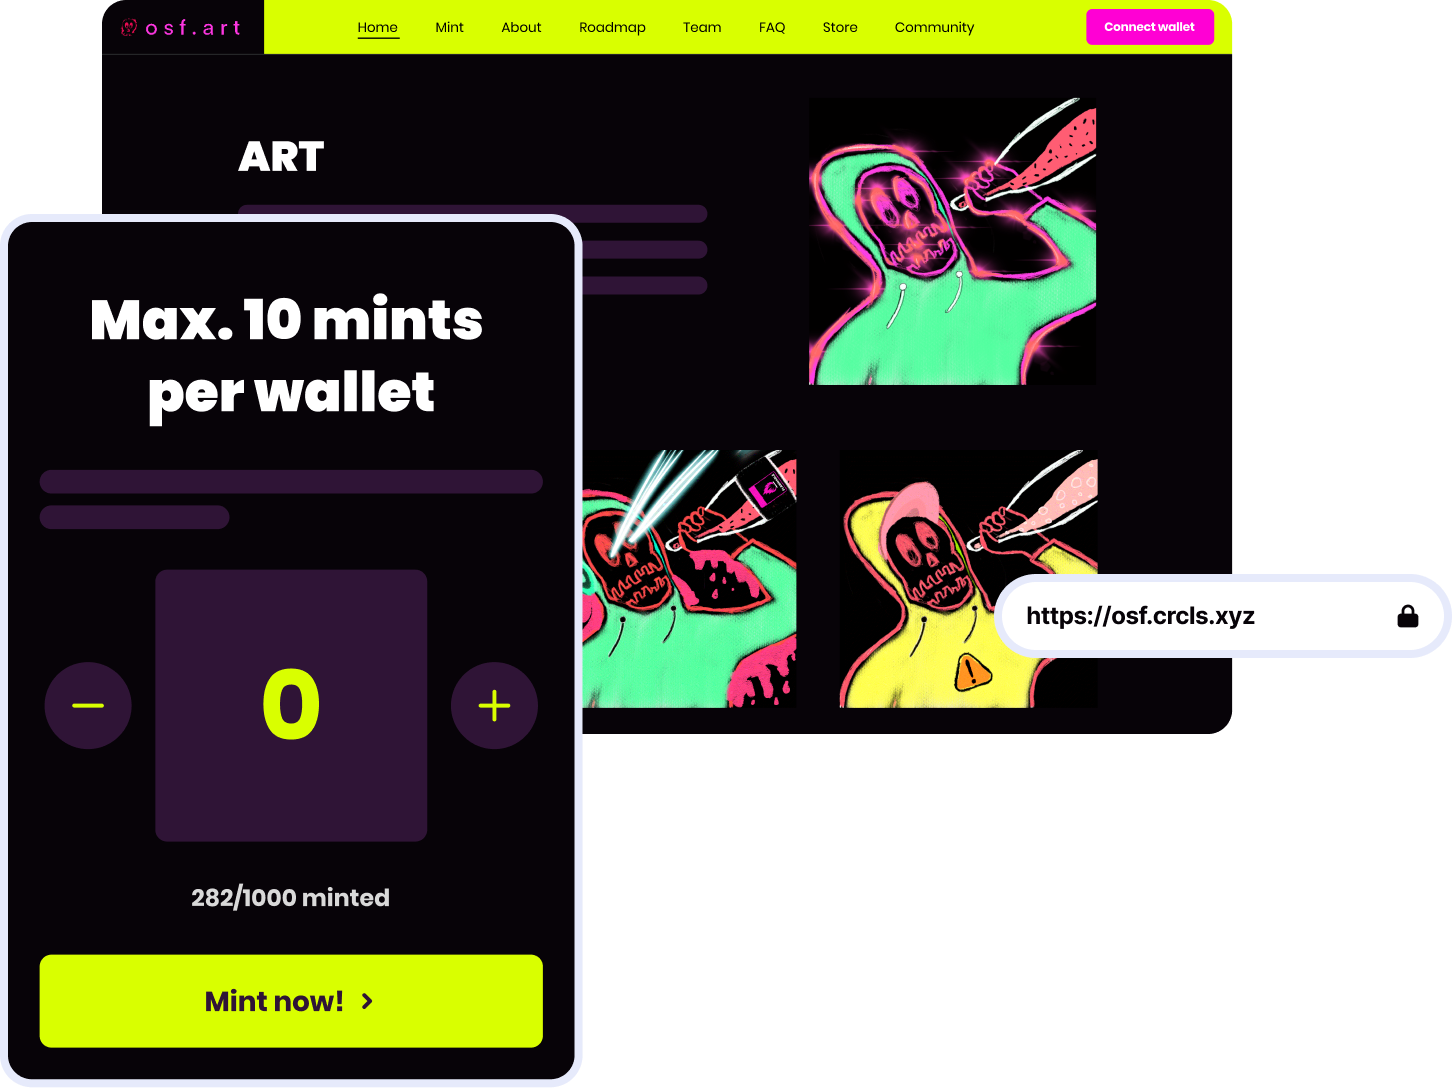 osf.art
Home Mint About Roadmap Team FAQ Store Community
Connect wallet
ART
Max. 10 mints
per wallet
0
282/1000 minted
Mint now!
https://osf.crcls.xyz